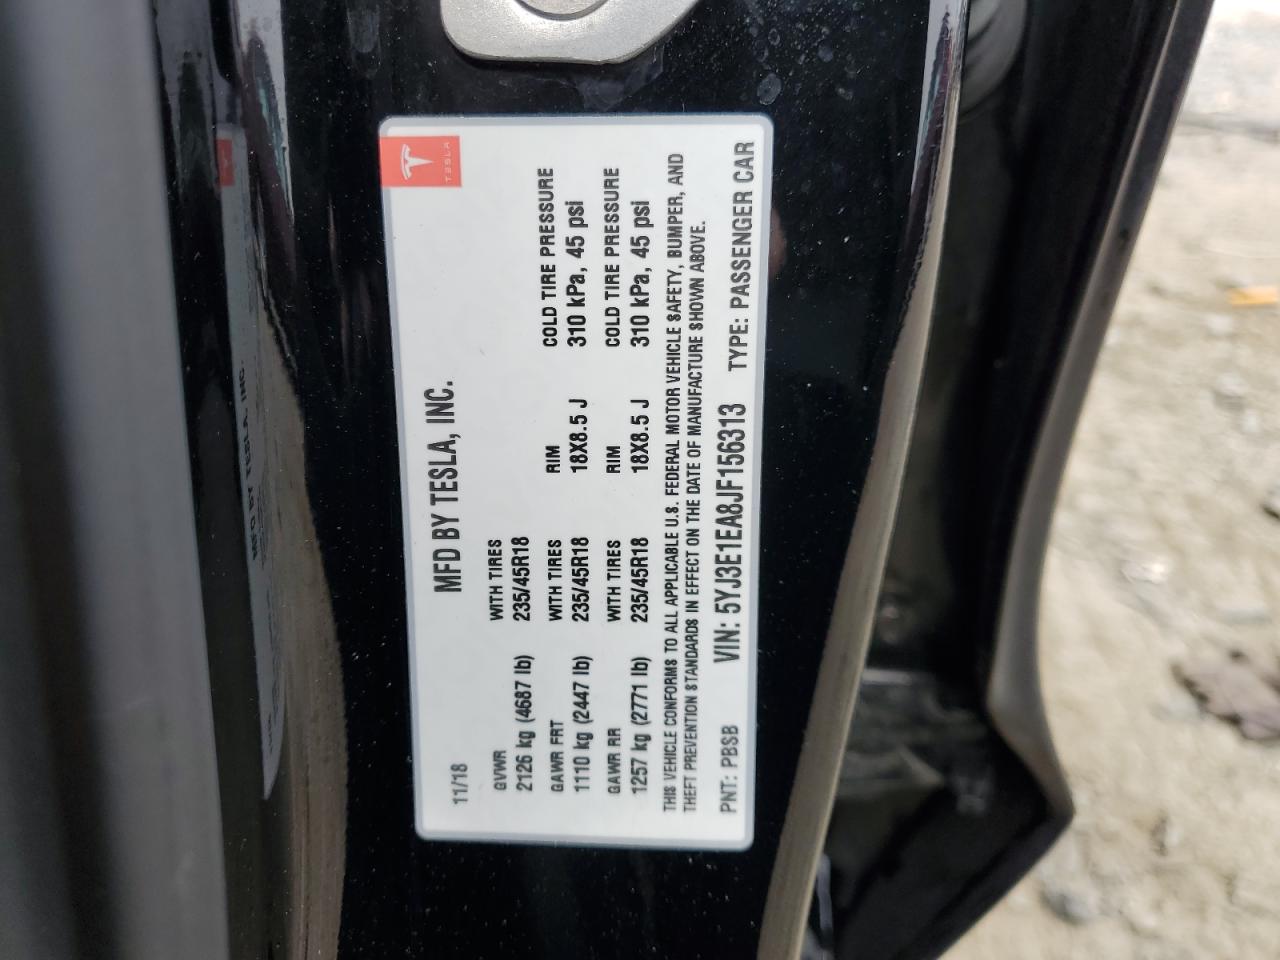 TESLA
11/18 MFD BY TESLA, INC.
GVWR WITH TIRES
2126 kg (4687 lb) 235/45R18
GAWR FRT WITH TIRES RIM COLD TIRE PRESSURE
1110 kg (2447 lb) 235/45R18 18X8.5 J 310 kPa, 45 psi
GAWR RR WITH TIRES RIM COLD TIRE PRESSURE
1257 kg (2771 lb) 235/45R18 18X8.5 J 310 kPa, 45 psi
THIS VEHICLE CONFORMS TO ALL APPLICABLE U.S. FEDERAL MOTOR VEHICLE SAFETY, BUMPER, AND
THEFT PREVENTION STANDARDS IN EFFECT ON THE DATE OF MANUFACTURE SHOWN ABOVE.
PNT: PBSB VIN: 5YJ3E1EA8JF156313 TYPE: PASSENGER CAR
MFD BY TESLA, INC.